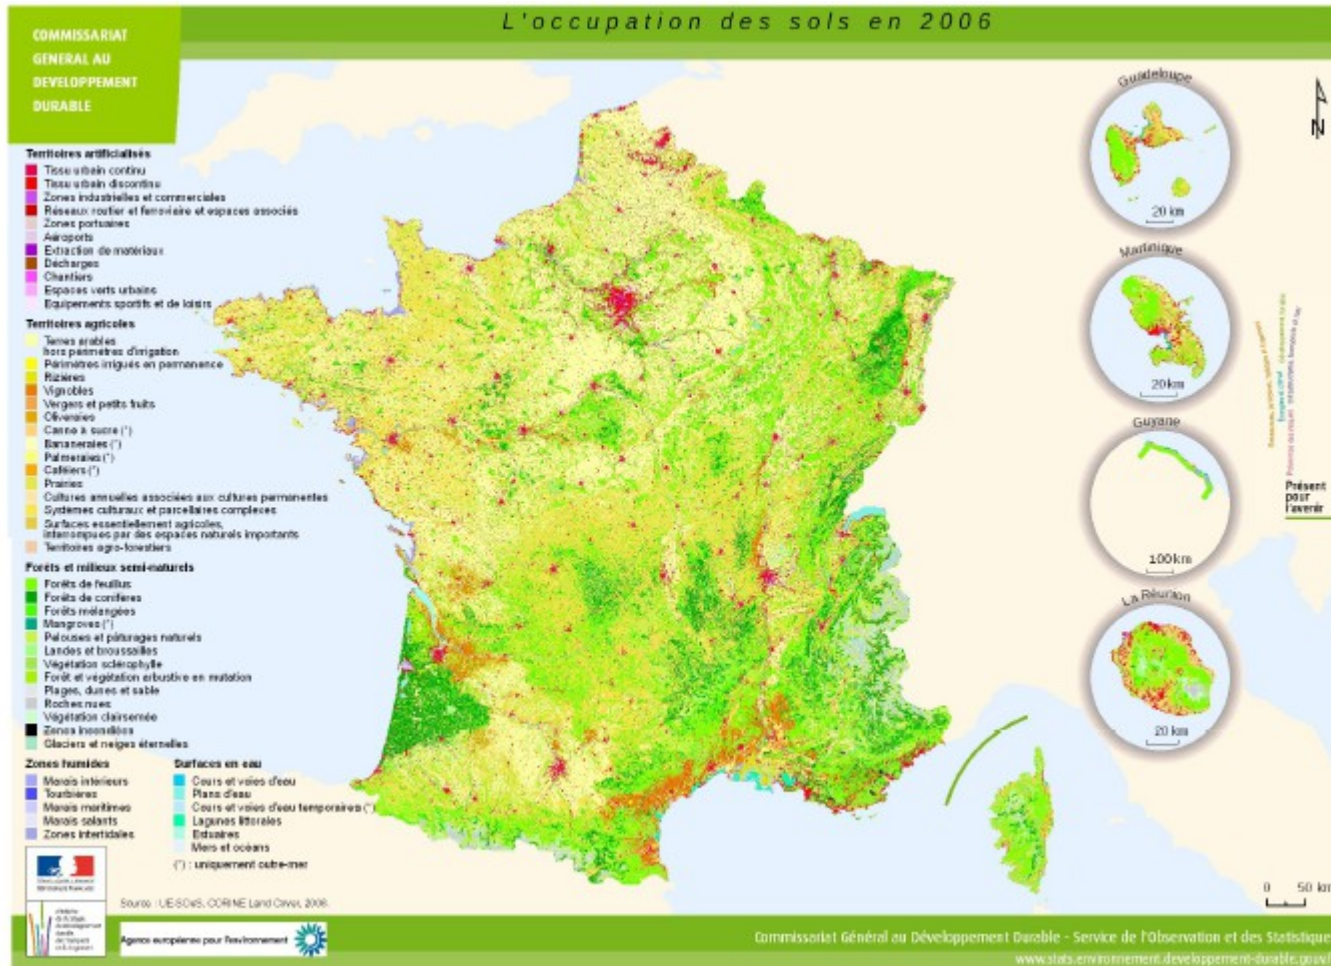 L'occupation des sols en 2006
COMMISSARIAT
GENERAL AU
DEVELOPPEMENT
DURABLE
Territoires artificialisés
Tissu urbain continu
Tissu urbain discontinu
Zones industrielles et commerciales
Réseaux routier et ferroviaire et espaces associés
Zones portuaires
Aéroports
Extraction de matériaux
Décharges
Chantiers
Espaces verts urbains
Equipements sportifs et de loisirs
Territoires agricoles
Terres arables
hors périmètres d'irrigation
Périmètres irrigués en permanence
Rizières
Vignobles
Vergers et petits fruits
Oliveraies
Canne à sucre (*)
Bananeraies (*)
Palmeraies (*)
Caféiers (*)
Prairies
Cultures annuelles associées aux cultures permanentes
Systèmes culturaux et parcellaires complexes
Surfaces essentiellement agricoles,
interrompues par des espaces naturels importants
Territoires agro-forestiers
Forêts et milieux semi-naturels
Forêts de feuillus
Forêts de conifères
Forêts mélangées
Mangroves (*)
Pelouses et pâturages naturels
Landes et broussailles
Végétation sclérophylle
Forêt et végétation arbustive en mutation
Plages, dunes et sable
Roches nues
Végétation clairsemée
Zones incendiées
Glaciers et neiges éternelles
Zones humides
Marais intérieurs
Tourbières
Marais maritimes
Marais salants
Zones intertidales
Surfaces en eau
Cours et voies d'eau
Plans d'eau
Cours et voies d'eau temporaires (*)
Lagunes littorales
Estuaires
Mers et océans
(*) : uniquement outre-mer
Guadeloupe
20 km
Martinique
20 km
Guyane
100 km
La Réunion
20 km
N
Présent
pour
l'avenir
0 50 km
Source : UE-SOeS, CORINE Land Cover, 2006.
Agence européenne pour l'environnement
Commissariat Général au Développement Durable - Service de l'Observation et des Statistique
www.stats.environnement.developpement-durable.gouv.f